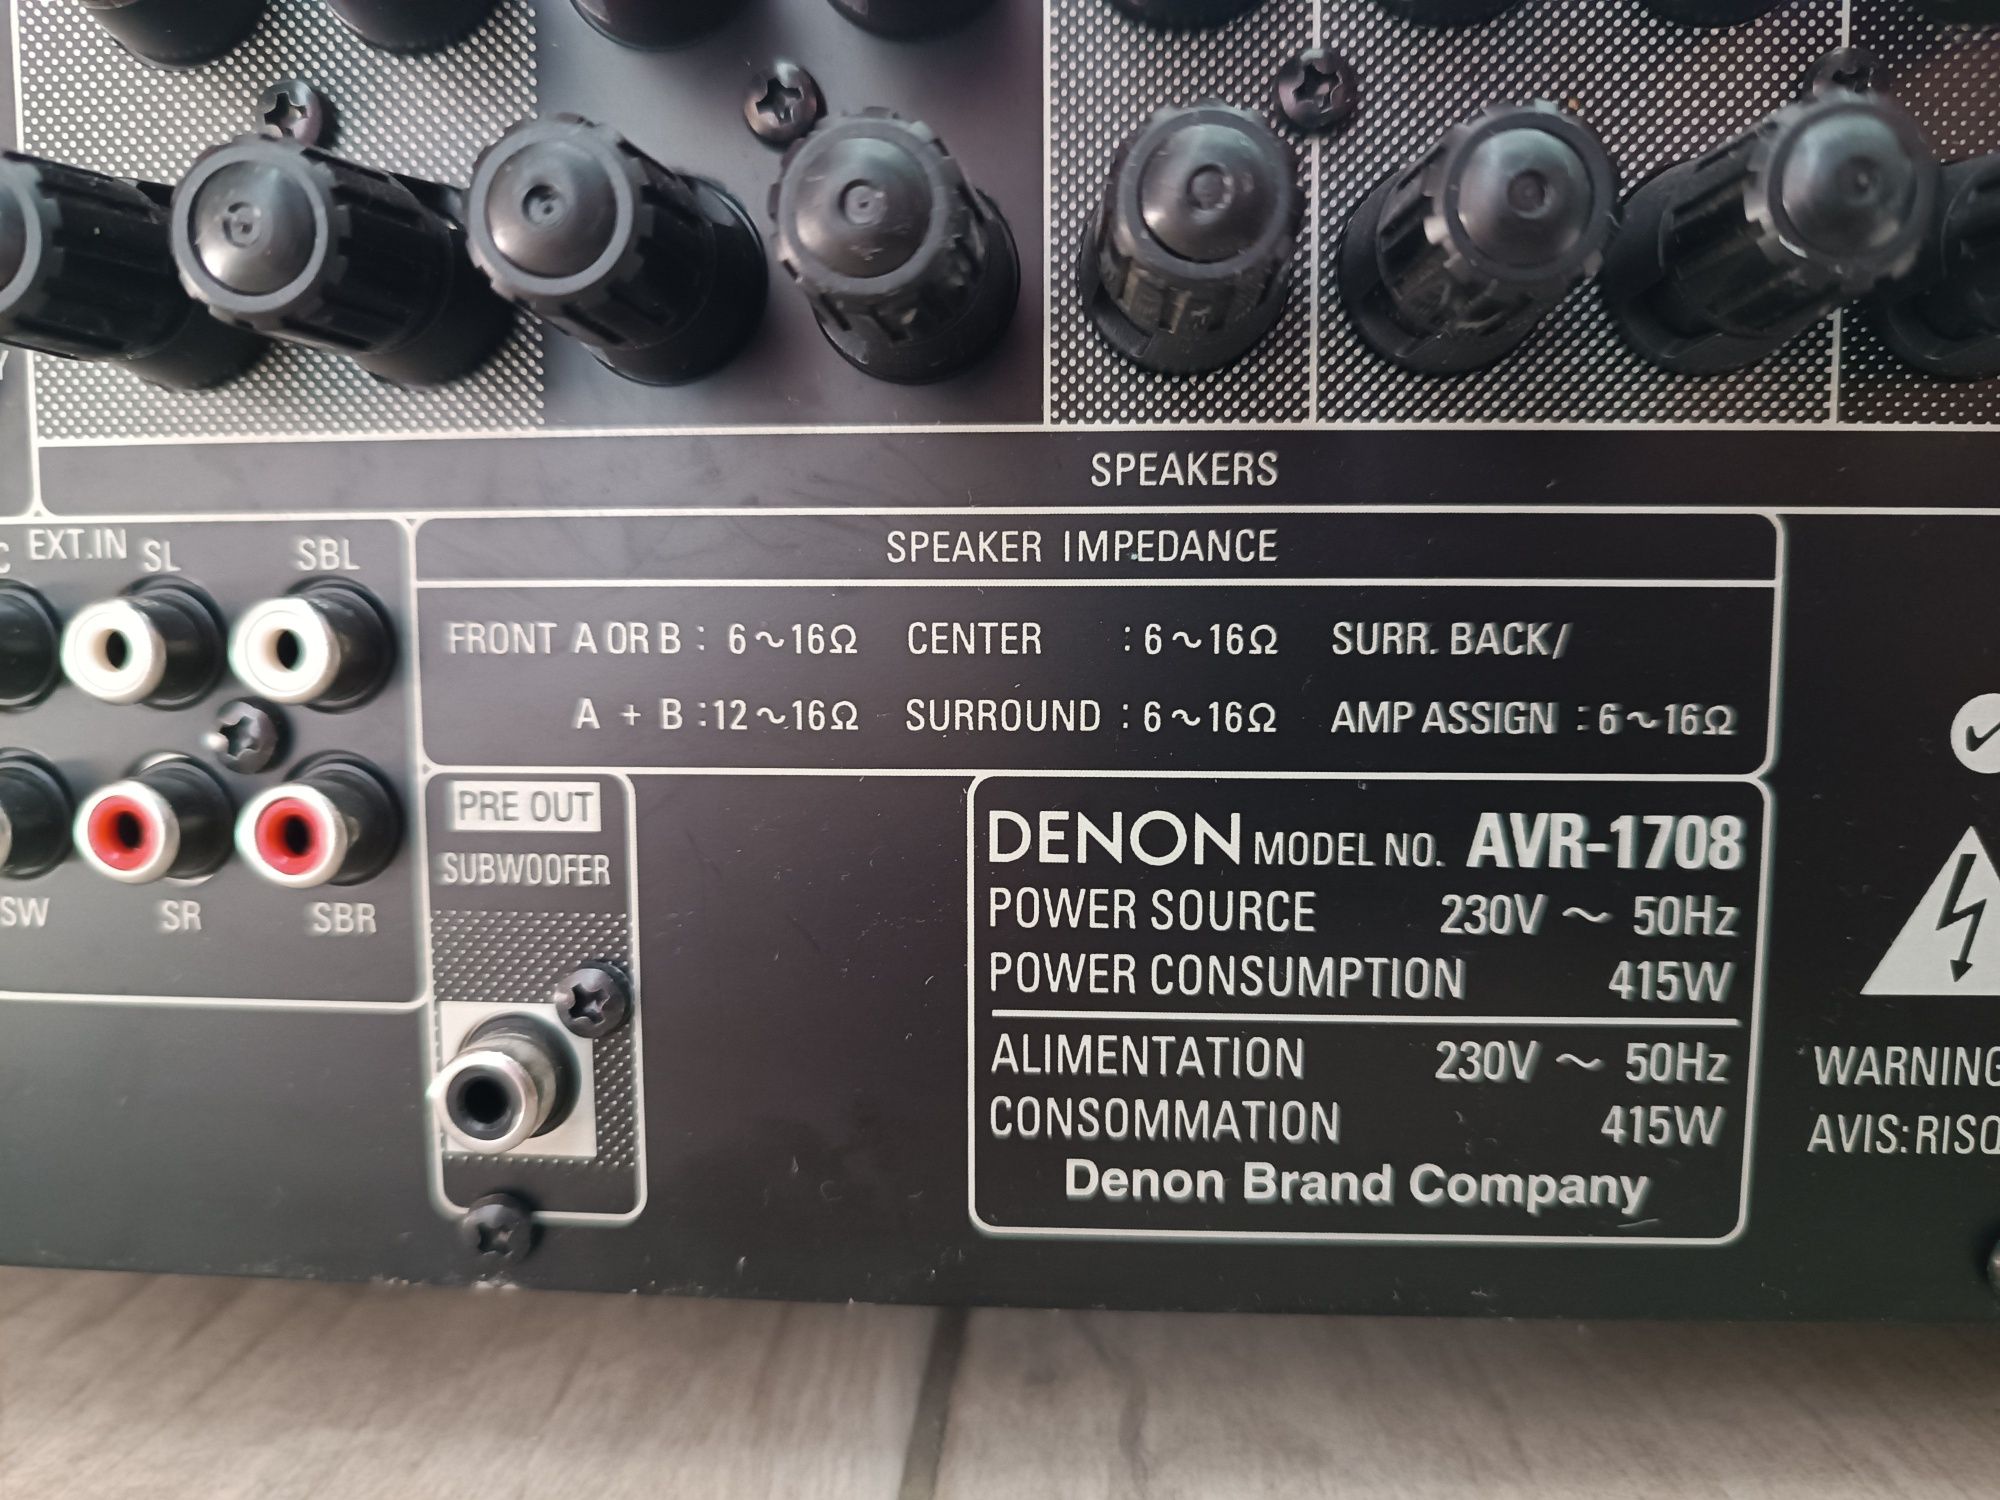 SPEAKERS
EXT.IN SL SBL
SW SR SBR
SPEAKER IMPEDANCE
FRONT A OR B : 6～16Ω CENTER : 6～16Ω SURR. BACK/
A + B :12～16Ω SURROUND : 6～16Ω AMP ASSIGN : 6～16Ω
PRE OUT
SUBWOOFER
DENON MODEL NO. AVR-1708
POWER SOURCE 230V ～ 50Hz
POWER CONSUMPTION 415W
ALIMENTATION 230V ～ 50Hz
CONSOMMATION 415W
Denon Brand Company
WARNING
AVIS: